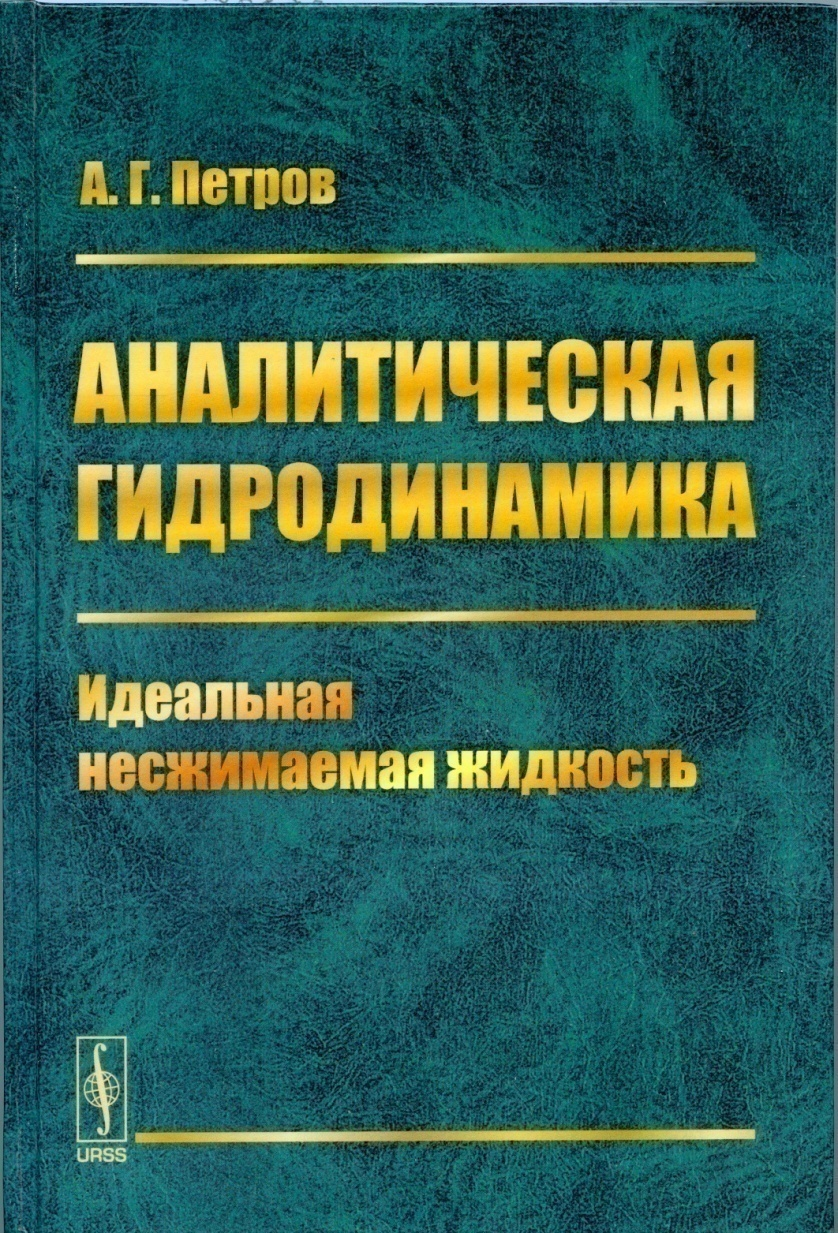 А. Г. Петров
АНАЛИТИЧЕСКАЯ
ГИДРОДИНАМИКА
Идеальная
несжимаемая жидкость
URSS